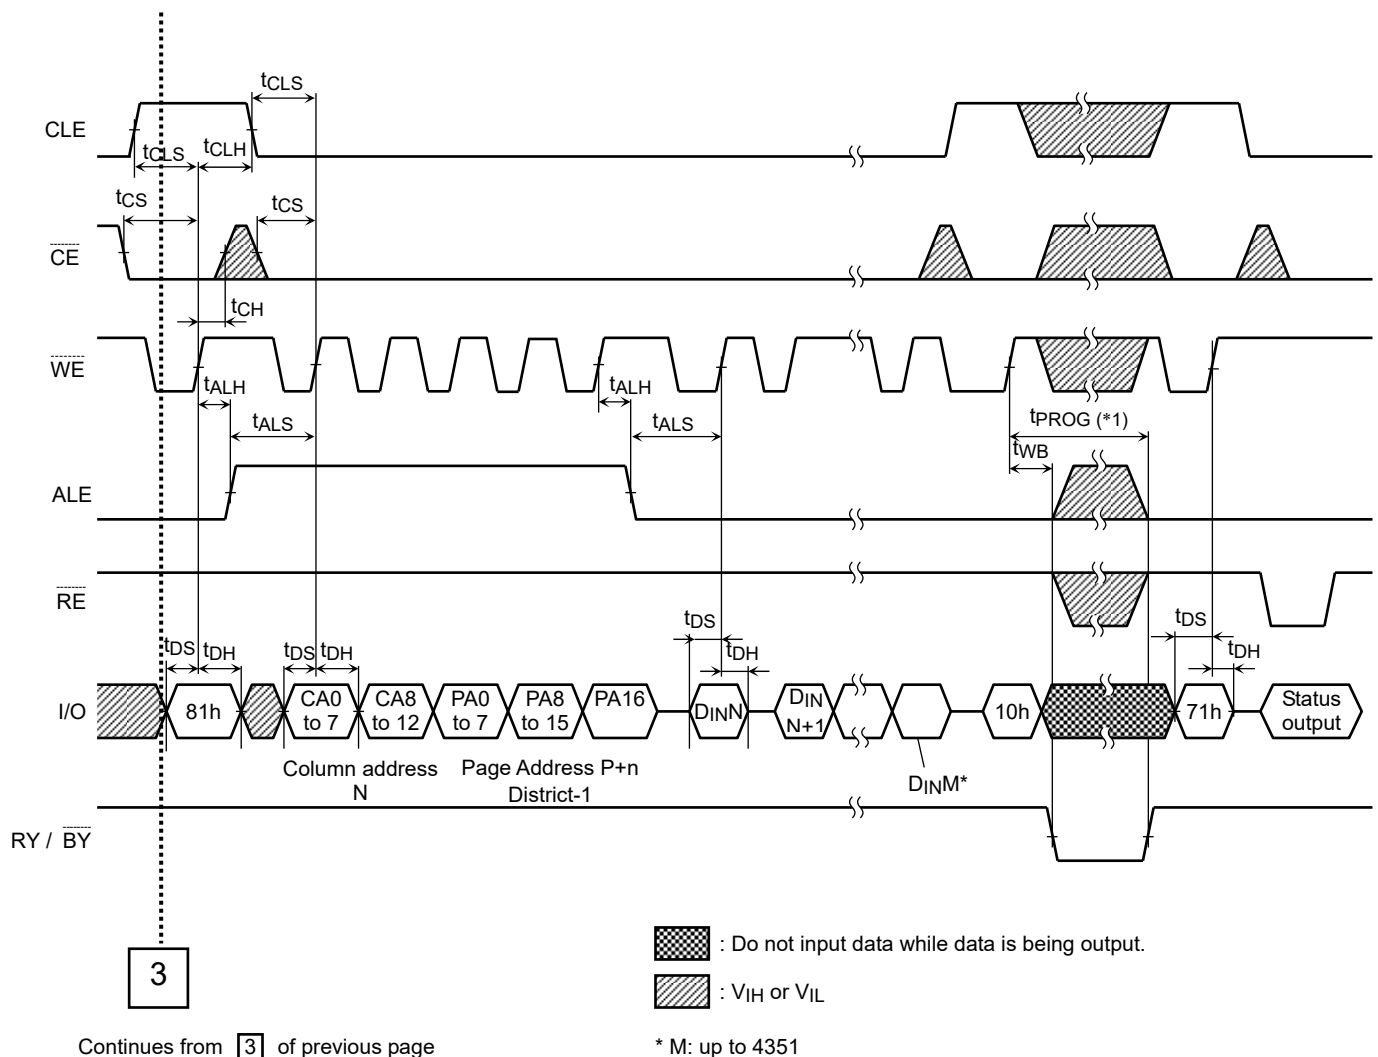 tCLS
CLE
tCLS
tCLH
tCS
tCS
CE
tCH
WE
tALH
tALH
tALS
tALS
tPROG (*1)
tWB
ALE
RE
tDS
tDH
tDS
tDH
tDS
tDH
tDS
tDH
I/O
81h
CA0 to 7
CA8 to 12
PA0 to 7
PA8 to 15
PA16
DINN
DIN N+1
10h
71h
Status output
Column address
N
Page Address P+n
District-1
DINM*
RY / BY
3
: Do not input data while data is being output.
: VIH or VIL
Continues from 3 of previous page
* M: up to 4351